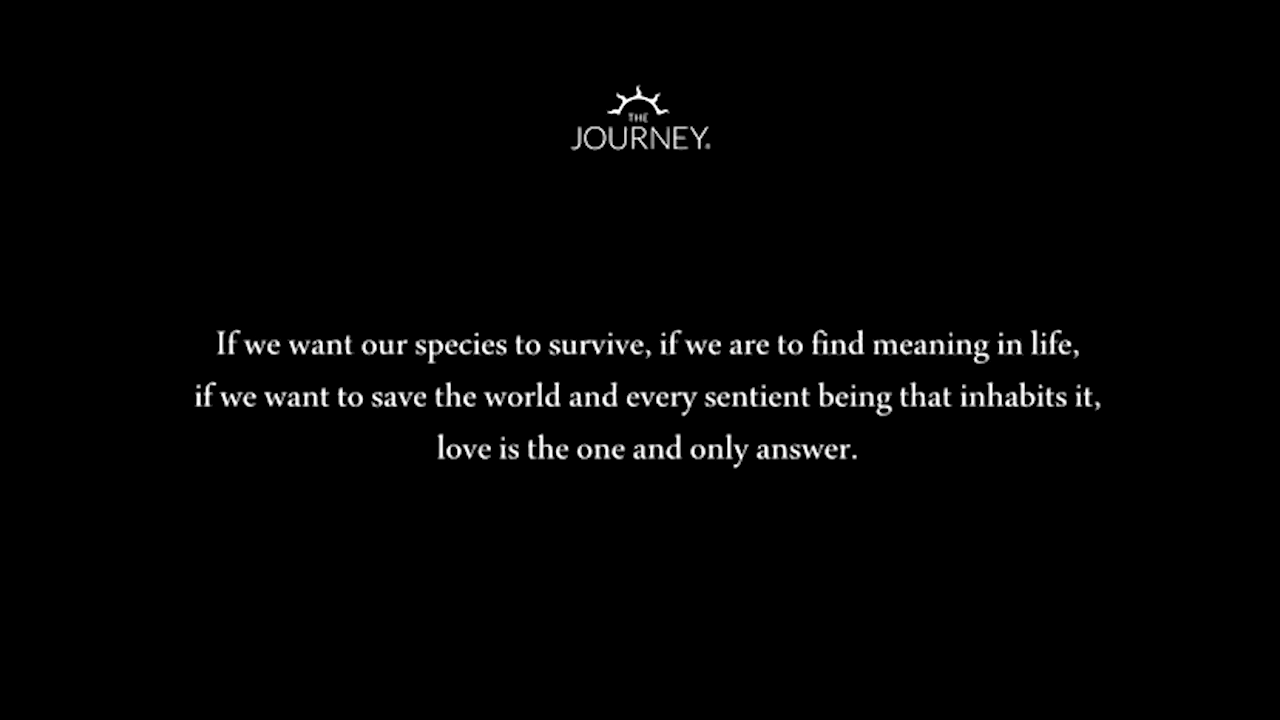 THE
JOURNEY®
If we want our species to survive, if we are to find meaning in life,
if we want to save the world and every sentient being that inhabits it,
love is the one and only answer.